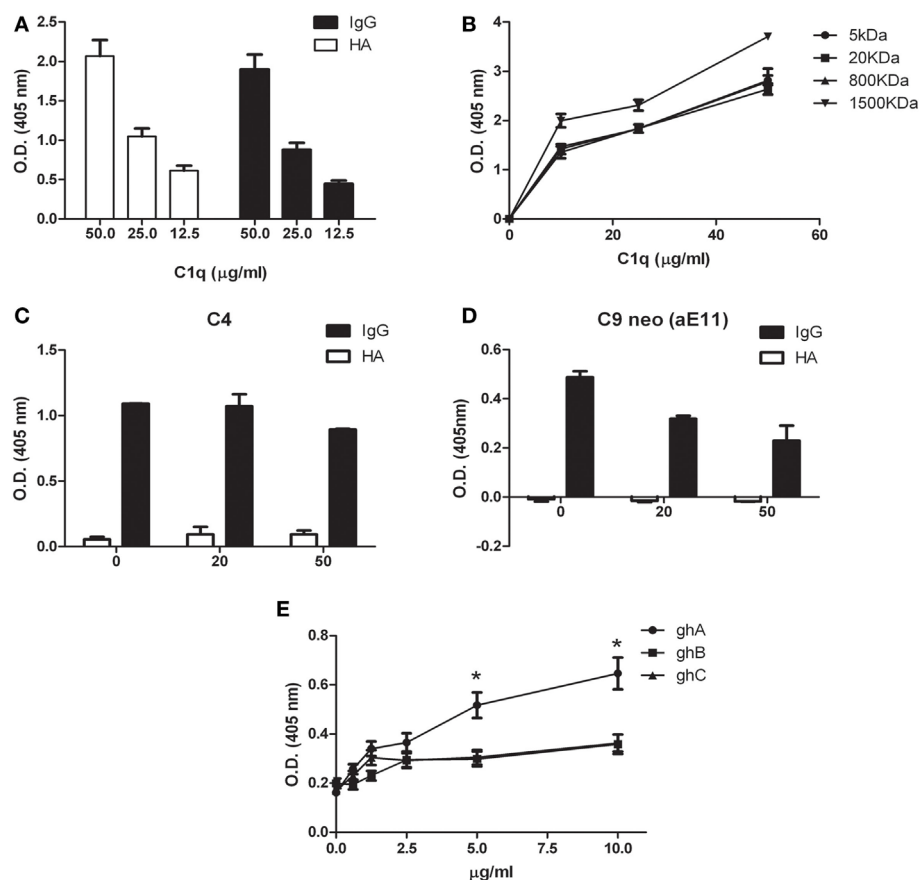 A
IgG
HA
O.D. (405 nm)
2.5
2.0
1.5
1.0
0.5
0.0
50.0 25.0 12.5 50.0 25.0 12.5
C1q (μg/ml)
B
5kDa
20KDa
800KDa
1500KDa
O.D. (405 nm)
4
3
2
1
0
0 20 40 60
C1q (μg/ml)
C
C4
IgG
HA
O.D. (405 nm)
1.5
1.0
0.5
0.0
0 20 50
D
C9 neo (aE11)
IgG
HA
O.D. (405nm)
0.6
0.4
0.2
0.0
-0.2
0 20 50
E
ghA
ghB
ghC
O.D. (405 nm)
0.8
0.6
0.4
0.2
0.0
* *
0.0 2.5 5.0 7.5 10.0
μg/ml